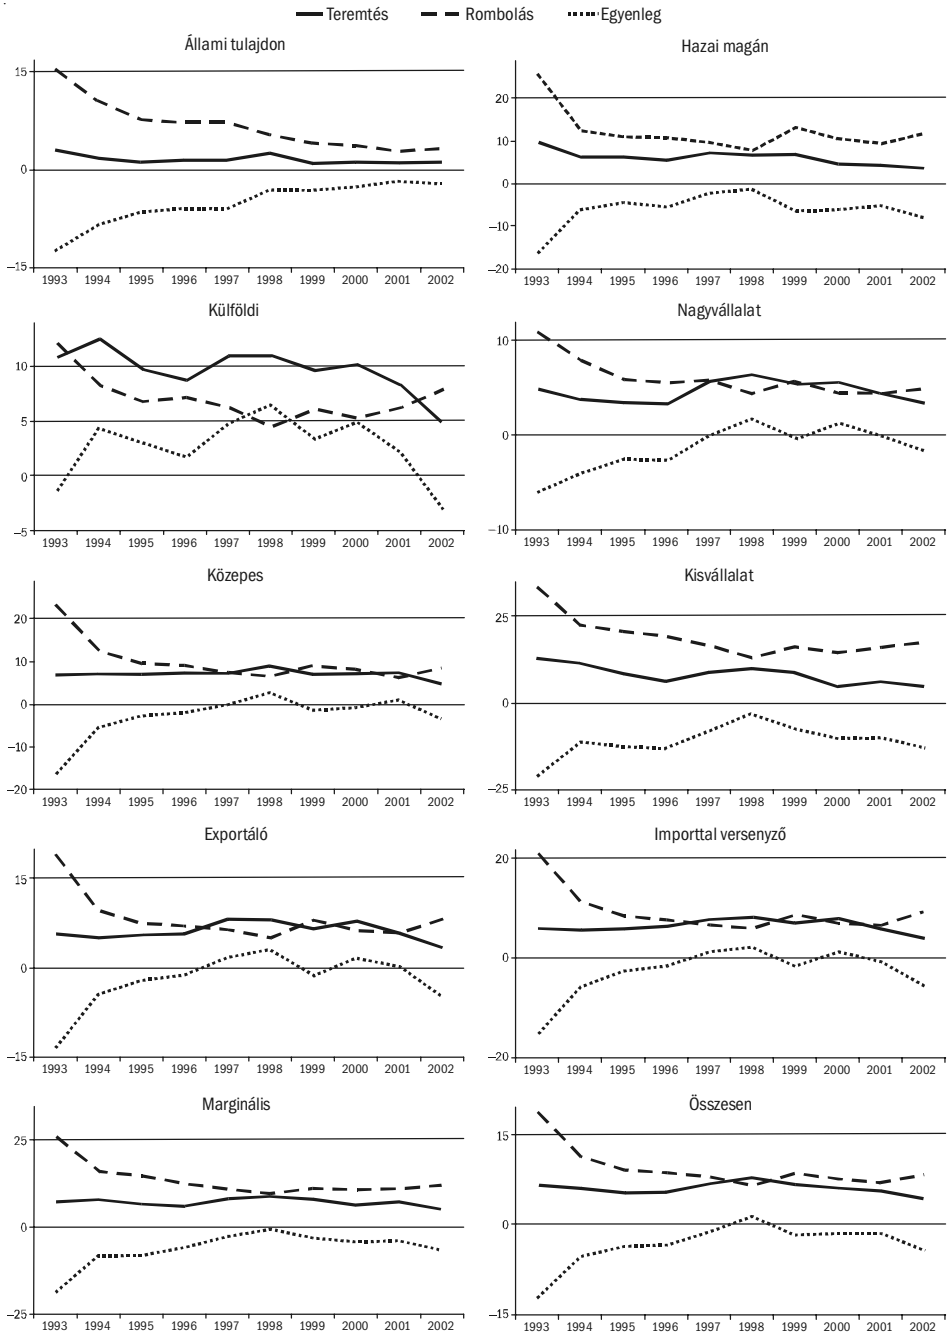 Teremtés Rombolás Egyenleg
Állami tulajdon
15
0
–15
1993 1994 1995 1996 1997 1998 1999 2000 2001 2002
Hazai magán
20
10
0
–10
–20
1993 1994 1995 1996 1997 1998 1999 2000 2001 2002
Külföldi
10
5
0
–5
1993 1994 1995 1996 1997 1998 1999 2000 2001 2002
Nagyvállalat
10
0
–10
1993 1994 1995 1996 1997 1998 1999 2000 2001 2002
Közepes
20
10
0
–10
–20
1993 1994 1995 1996 1997 1998 1999 2000 2001 2002
Kisvállalat
25
0
–25
1993 1994 1995 1996 1997 1998 1999 2000 2001 2002
Exportáló
15
0
–15
1993 1994 1995 1996 1997 1998 1999 2000 2001 2002
Importtal versenyző
20
0
–20
1993 1994 1995 1996 1997 1998 1999 2000 2001 2002
Marginális
25
0
–25
1993 1994 1995 1996 1997 1998 1999 2000 2001 2002
Összesen
15
0
–15
1993 1994 1995 1996 1997 1998 1999 2000 2001 2002